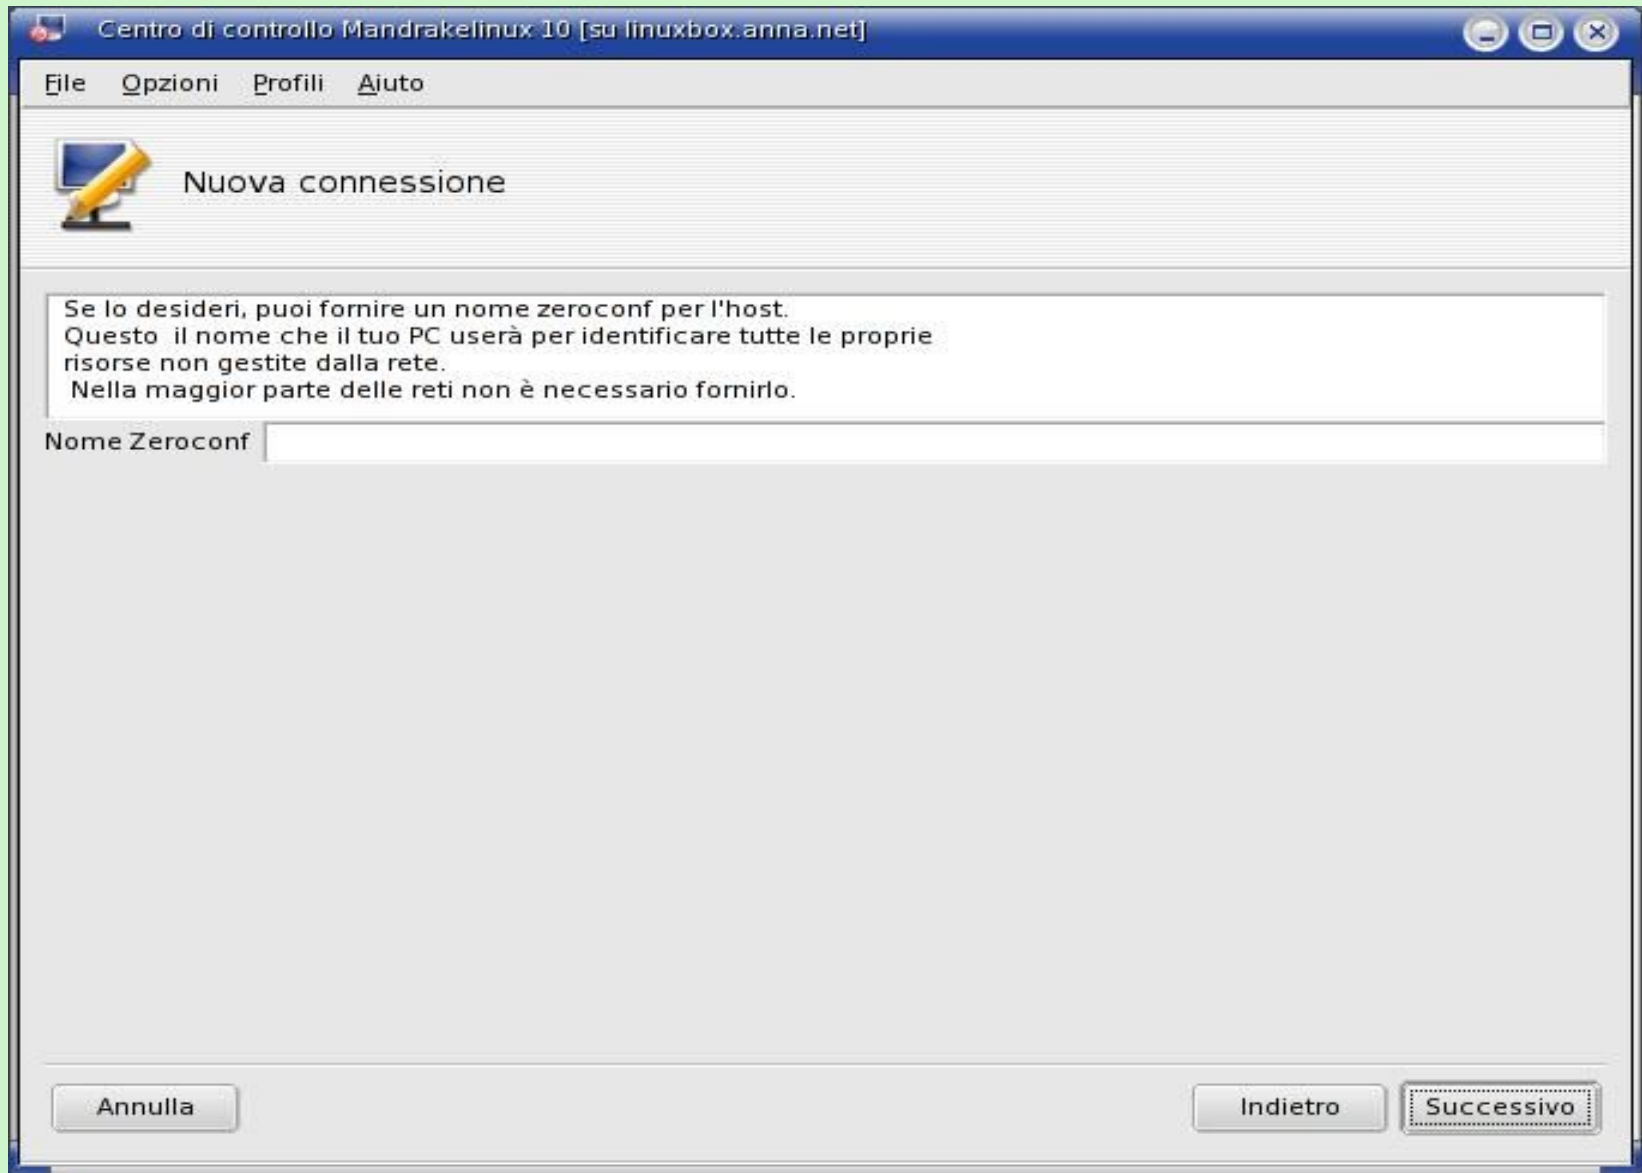 Centro di controllo Mandrakelinux 10 [su linuxbox.anna.net]
File Opzioni Profili Aiuto
Nuova connessione
Se lo desideri, puoi fornire un nome zeroconf per l'host.
Questo  il nome che il tuo PC userà per identificare tutte le proprie
risorse non gestite dalla rete.
Nella maggior parte delle reti non è necessario fornirlo.
Nome Zeroconf
Annulla Indietro Successivo